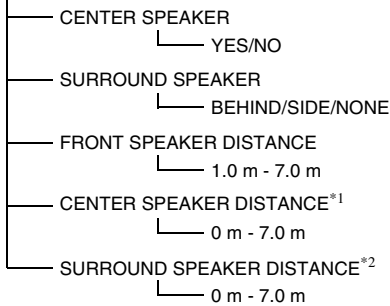 CENTER SPEAKER
YES/NO
SURROUND SPEAKER
BEHIND/SIDE/NONE
FRONT SPEAKER DISTANCE
1.0 m - 7.0 m
CENTER SPEAKER DISTANCE*1
0 m - 7.0 m
SURROUND SPEAKER DISTANCE*2
0 m - 7.0 m